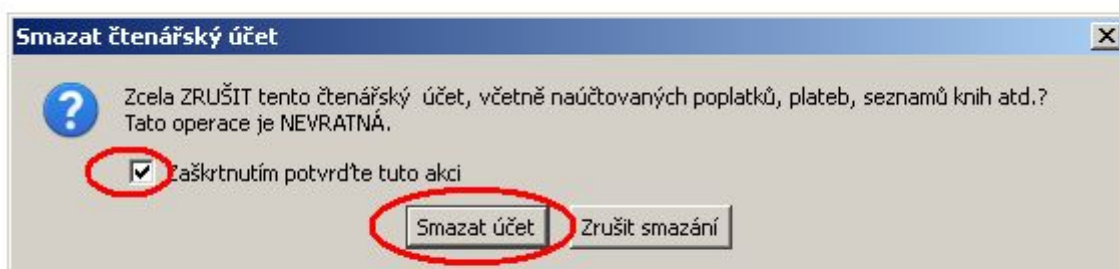 Smazat čtenářský účet
Zcela ZRUŠIT tento čtenářský účet, včetně naúčtovaných poplatků, plateb, seznamů knih atd.?
Tato operace je NEVRATNÁ.
Zaškrtnutím potvrďte tuto akci
Smazat účet Zrušit smazání